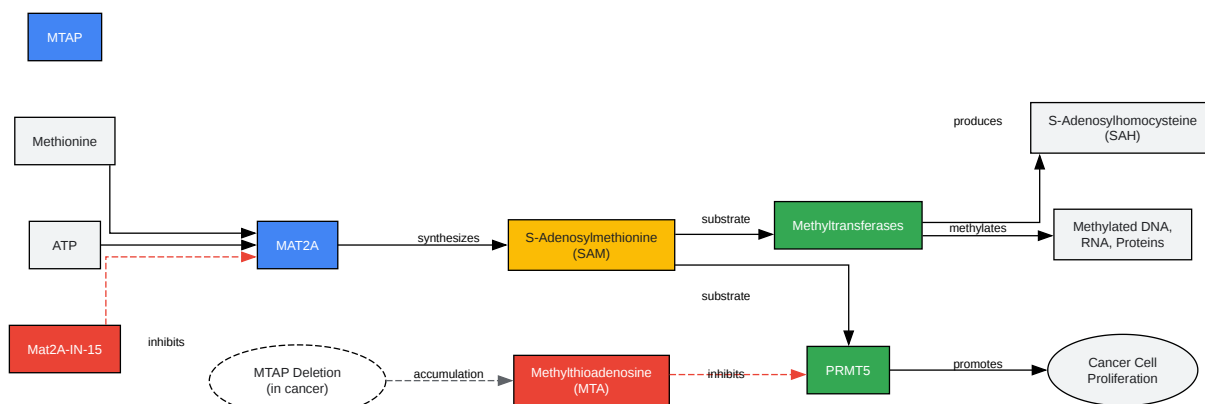 MTAP
produces
S-Adenosylhomocysteine
(SAH)
Methionine
substrate
Methyltransferases
methylates
Methylated DNA,
RNA, Proteins
ATP
MAT2A
synthesizes
S-Adenosylmethionine
(SAM)
substrate
Mat2A-IN-15
inhibits
MTAP Deletion
(in cancer)
accumulation
Methylthioadenosine
(MTA)
inhibits
PRMT5
promotes
Cancer Cell
Proliferation